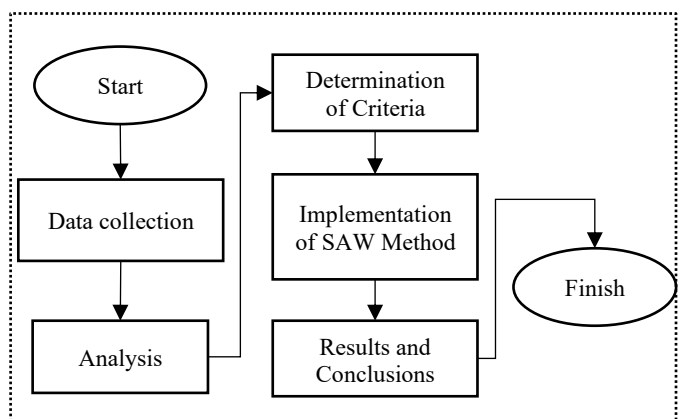 Start
Data collection
Analysis
Determination
of Criteria
Implementation
of SAW Method
Results and
Conclusions
Finish